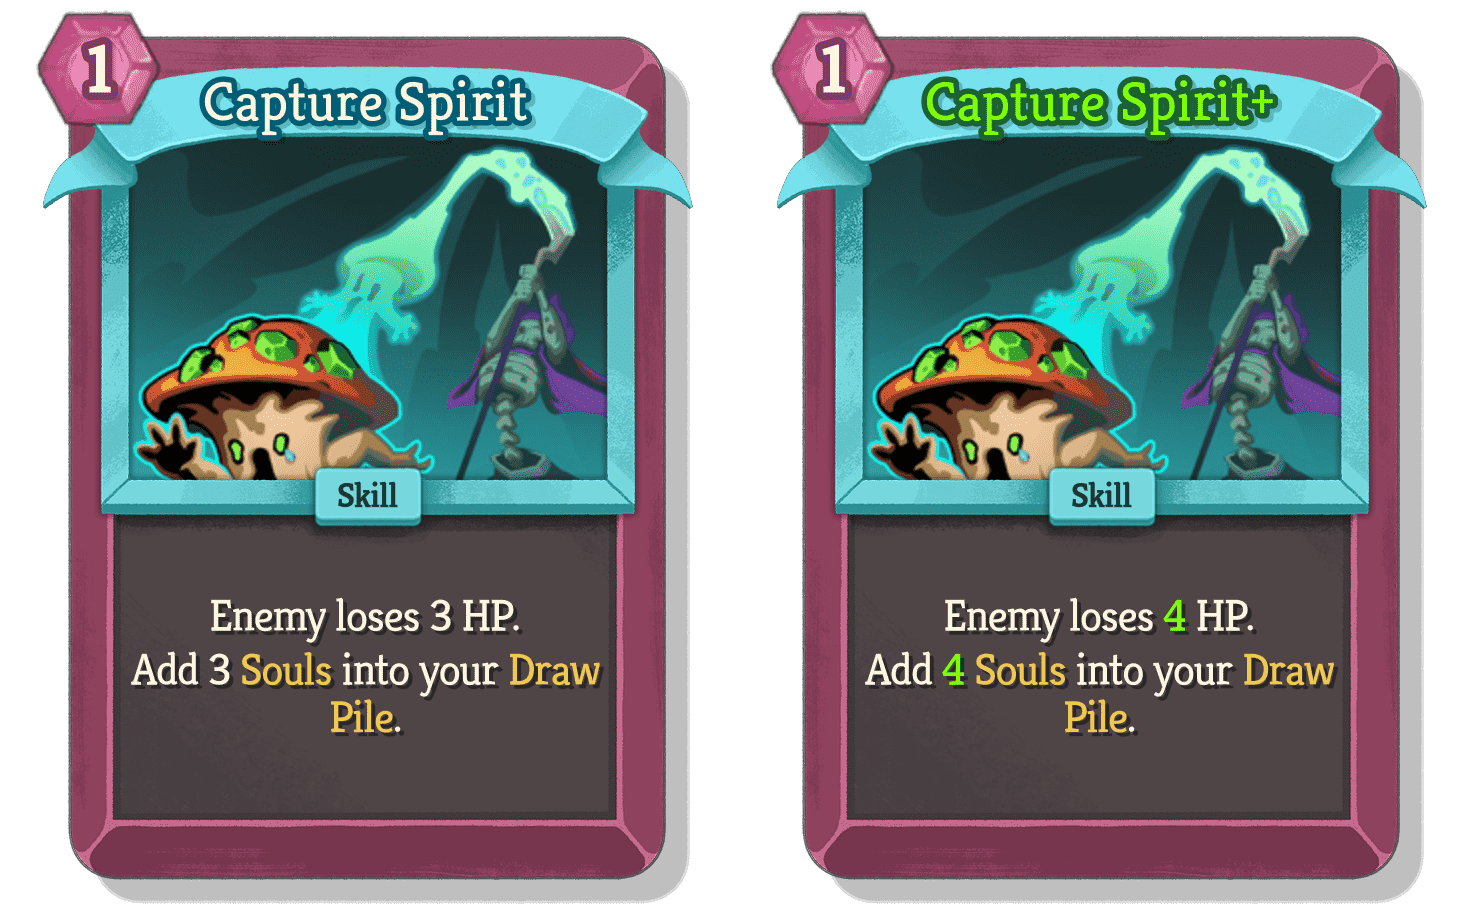 1
Capture Spirit
Skill
Enemy loses 3 HP.
Add 3 Souls into your Draw
Pile.
1
Capture Spirit+
Skill
Enemy loses 4 HP.
Add 4 Souls into your Draw
Pile.